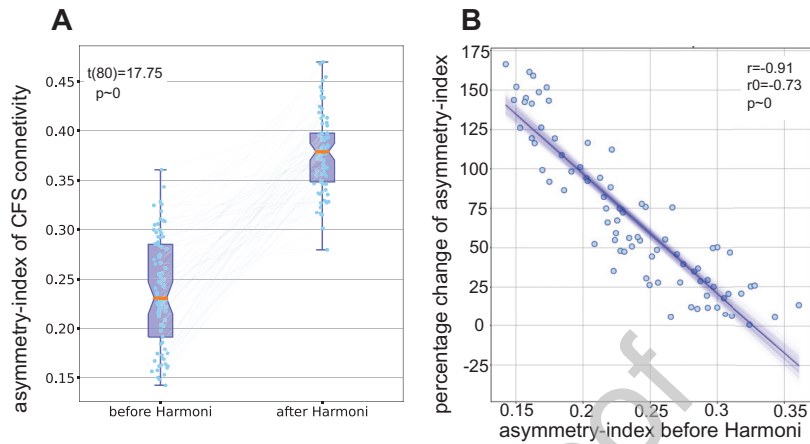 A
asymmetry-index of CFS connetivity
t(80)=17.75
p~0
0.45
0.40
0.35
0.30
0.25
0.20
0.15
before Harmoni
after Harmoni
B
percentage change of asymmetry-index
r=-0.91
r0=-0.73
p~0
175
150
125
100
75
50
25
0
-25
0.15
0.2
0.25
0.3
0.35
asymmetry-index before Harmoni
oof